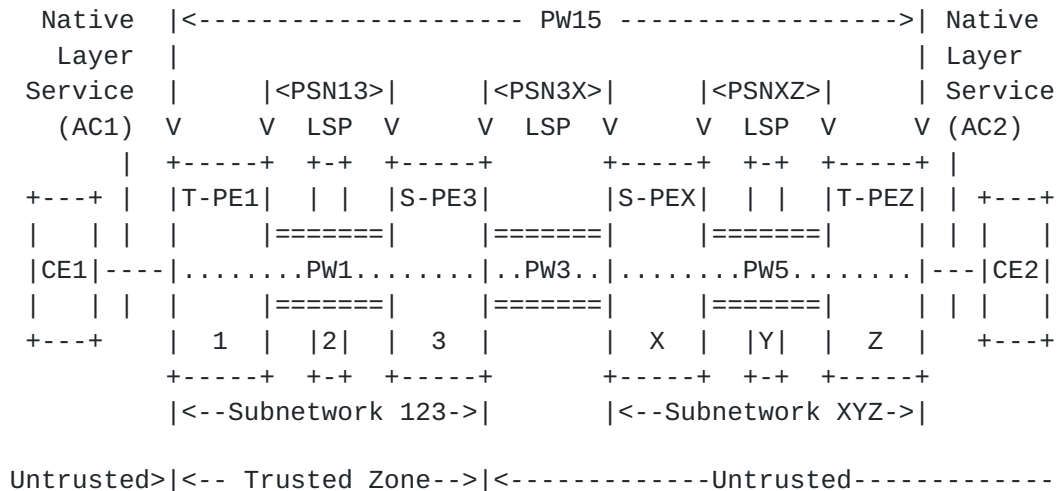 Native  |<--------------------- PW15 ------------------>| Native
 Layer  |                                               | Layer
Service |     |<PSN13>|     |<PSN3X>|     |<PSNXZ>|     | Service
 (AC1)  V     V  LSP  V     V  LSP  V     V  LSP  V     V (AC2)
     |  +-----+  +-+  +-----+       +-----+  +-+  +-----+ |
+---+ |  |T-PE1|  | |  |S-PE3|       |S-PEX|  | |  |T-PEZ| | +---+
|   | |  |     |=======|     |=======|     |=======|     | | |   |
|CE1|----|........PW1........|..PW3..|........PW5........|---|CE2|
|   | |  |     |=======|     |=======|     |=======|     | | |   |
+---+    |  1  |  |2|  |  3  |       |  X  |  |Y|  |  Z  |   +---+
         +-----+  +-+  +-----+       +-----+  +-+  +-----+
         |<--Subnetwork 123->|       |<--Subnetwork XYZ->|
Untrusted>|<-- Trusted Zone-->|<-------------Untrusted-------------